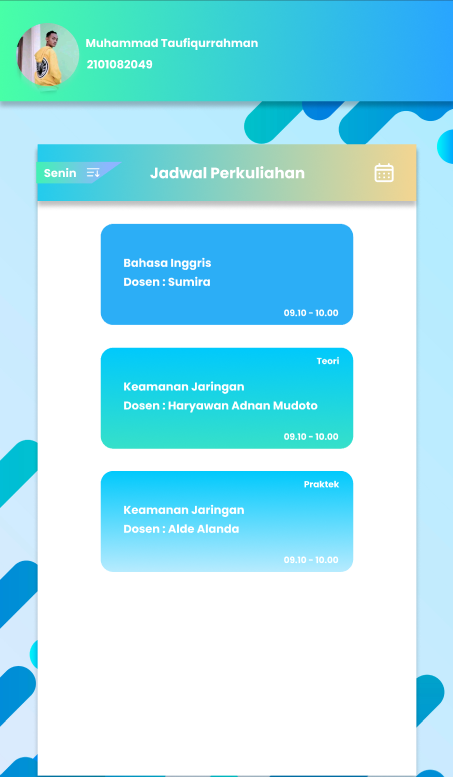 Muhammad Taufiqurrahman
2101082049
Senin
Jadwal Perkuliahan
Bahasa Inggris
Dosen : Sumira
09.10 - 10.00
Teori
Keamanan Jaringan
Dosen : Haryawan Adnan Mudoto
09.10 - 10.00
Praktek
Keamanan Jaringan
Dosen : Alde Alanda
09.10 - 10.00